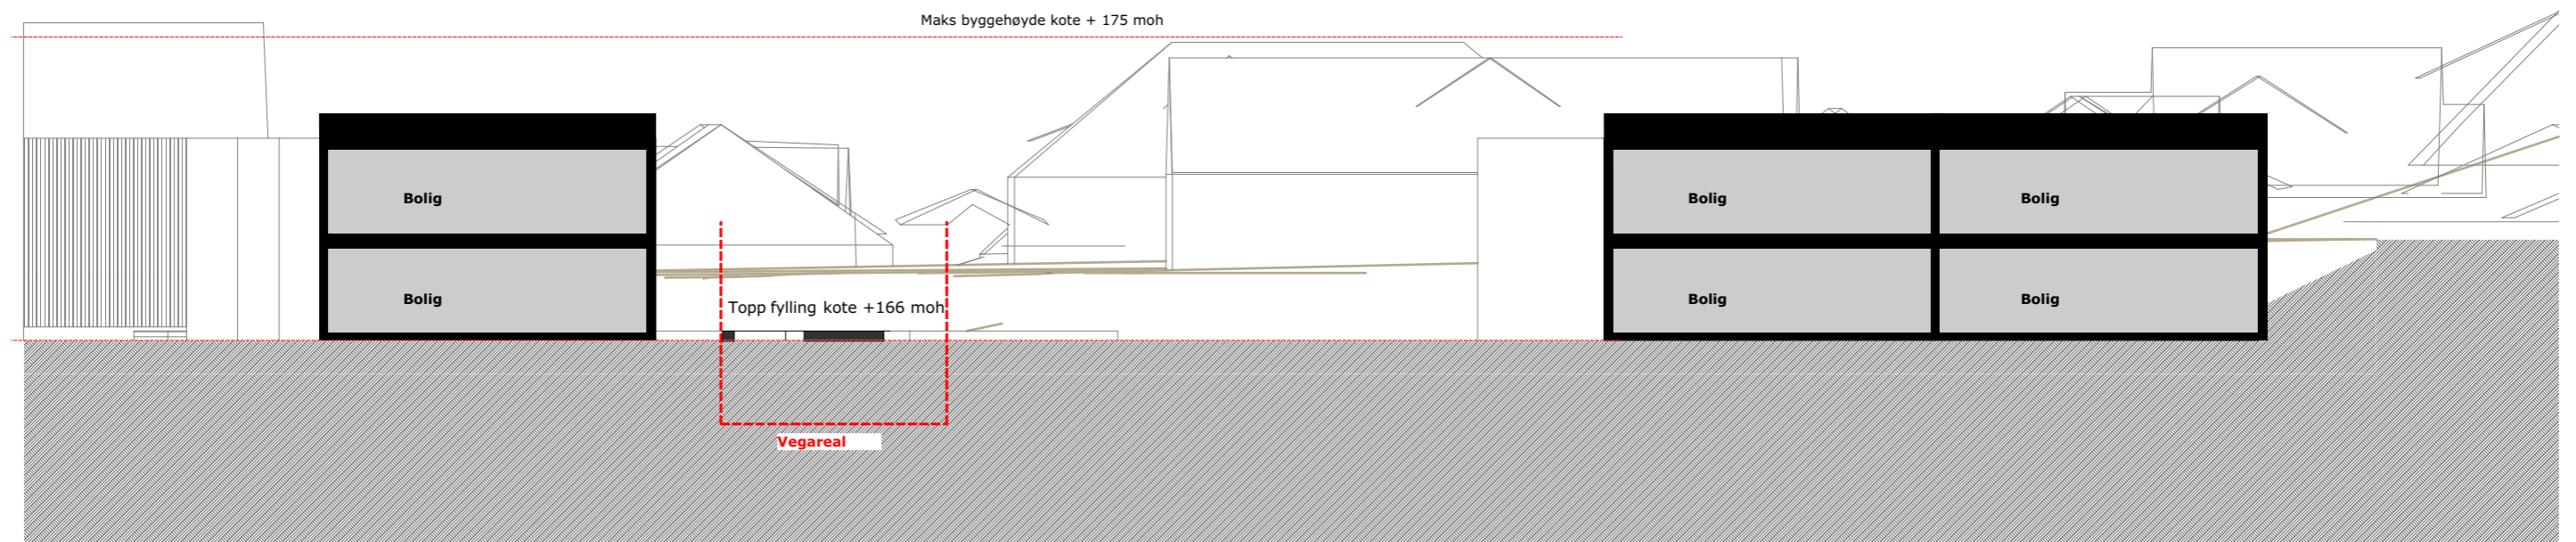 Maks byggehøyde kote + 175 moh
Bolig
Bolig
Bolig
Bolig
Bolig
Bolig
Topp fylling kote +166 moh
Vegareal